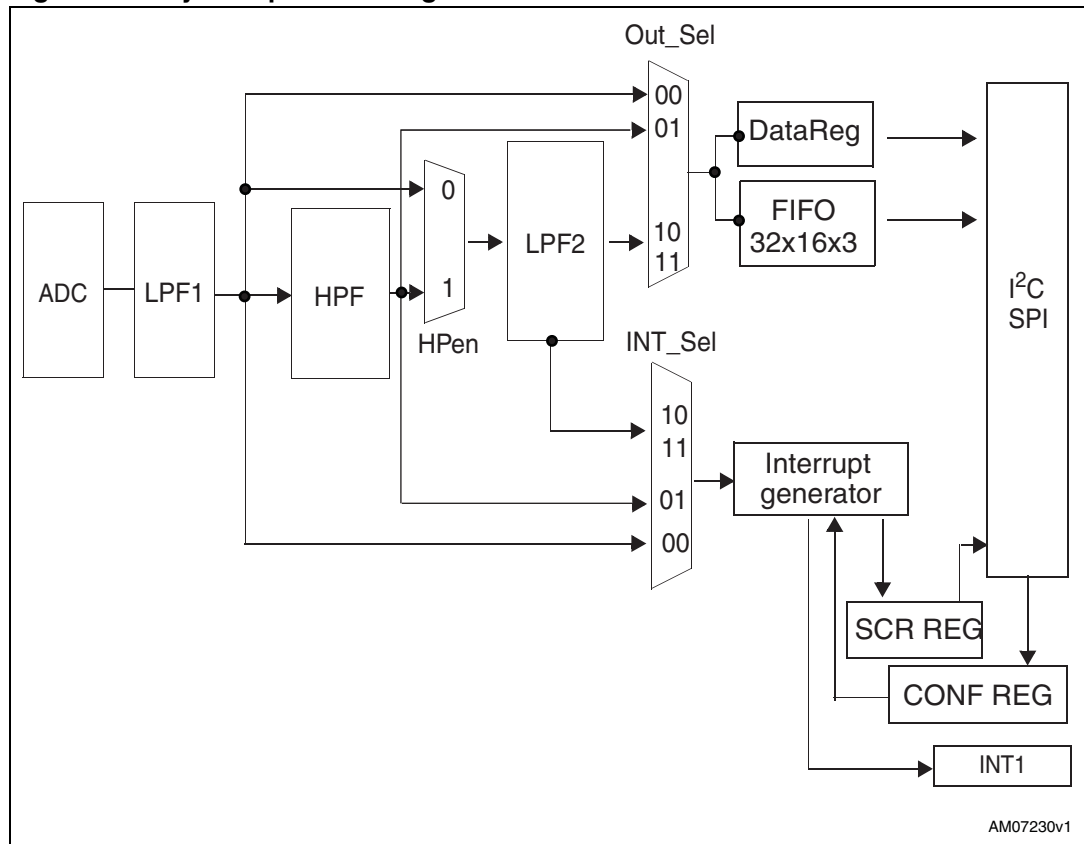 Out_Sel
00
01
10
11
DataReg
FIFO
32x16x3
I²C
SPI
ADC
LPF1
HPF
0
1
HPen
LPF2
INT_Sel
10
11
01
00
Interrupt
generator
SCR REG
CONF REG
INT1
AM07230v1